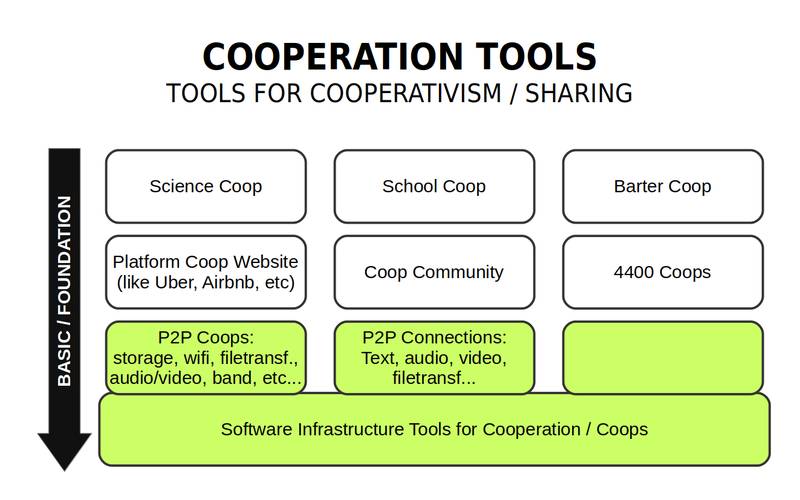 COOPERATION TOOLS
TOOLS FOR COOPERATIVISM / SHARING
BASIC / FOUNDATION
Science Coop
School Coop
Barter Coop
Platform Coop Website
(like Uber, Airbnb, etc)
Coop Community
4400 Coops
P2P Coops:
storage, wifi, filetransf.,
audio/video, band, etc...
P2P Connections:
Text, audio, video,
filetransf...
Software Infrastructure Tools for Cooperation / Coops